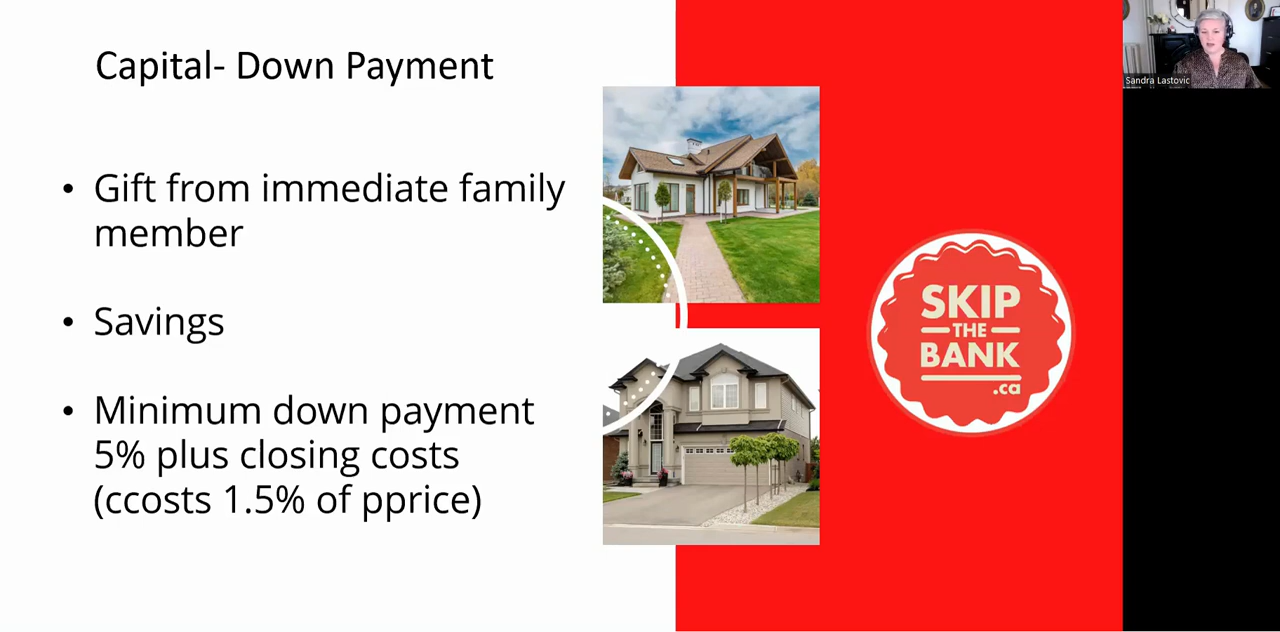 Capital- Down Payment
• Gift from immediate family
member
• Savings
• Minimum down payment
5% plus closing costs
(ccosts 1.5% of pprice)
SKIP
THE
BANK
.ca
Sandra Lastovic